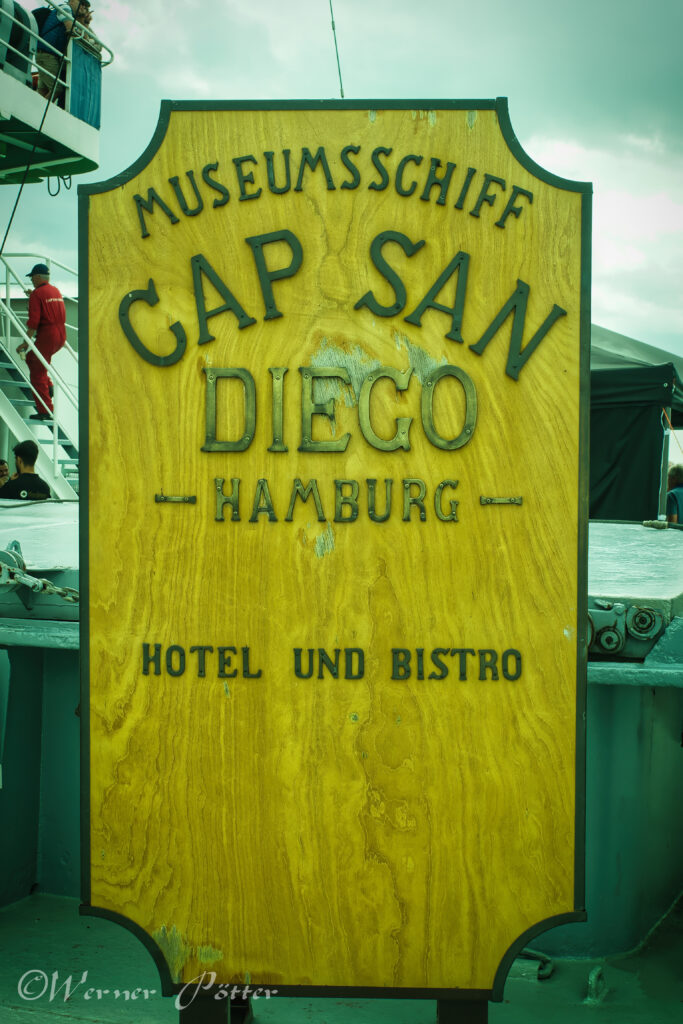 MUSEUMSSCHIFF
CAP SAN
DIEGO
- HAMBURG -
HOTEL UND BISTRO
©Werner Pötter